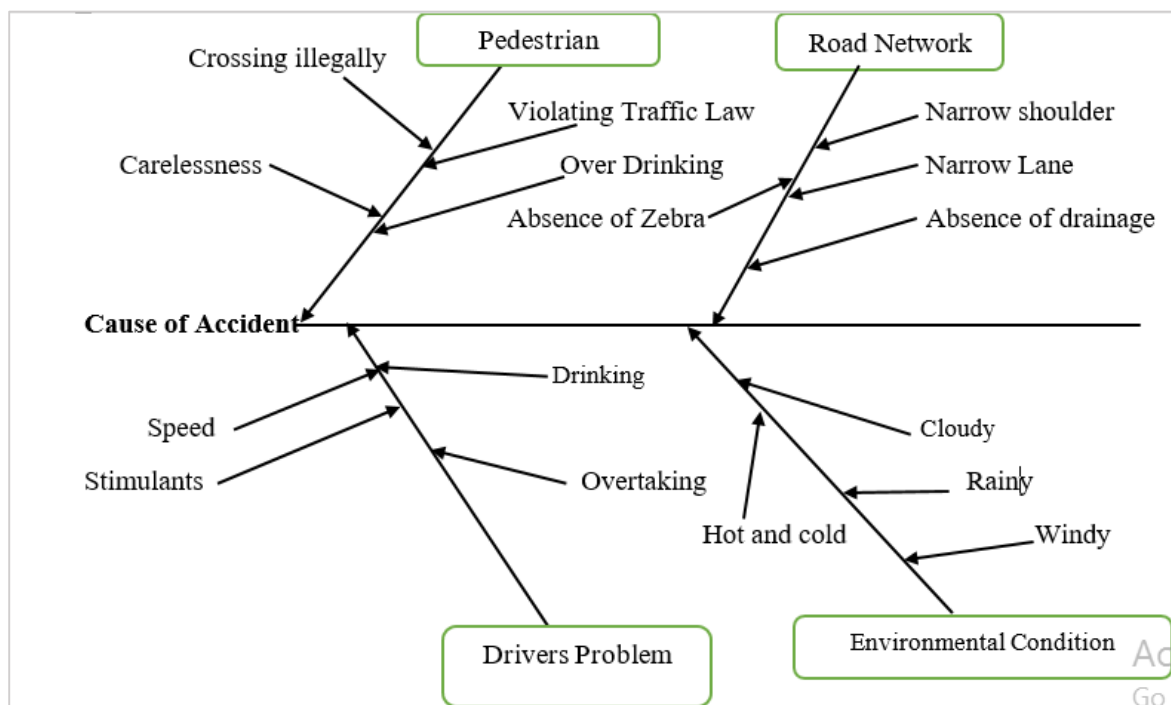 Pedestrian
Road Network
Crossing illegally
Violating Traffic Law
Narrow shoulder
Carelessness
Over Drinking
Narrow Lane
Absence of Zebra
Absence of drainage
Cause of Accident
Drinking
Speed
Cloudy
Stimulants
Overtaking
Rainy
Hot and cold
Windy
Drivers Problem
Environmental Condition
Go